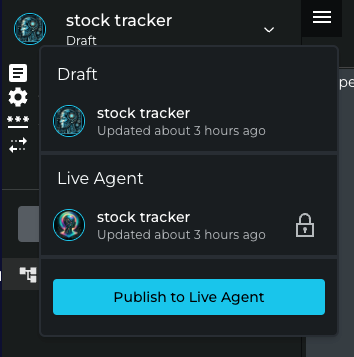 stock tracker
Draft
pe
Draft
stock tracker
Updated about 3 hours ago
Live Agent
stock tracker
Updated about 3 hours ago
Publish to Live Agent